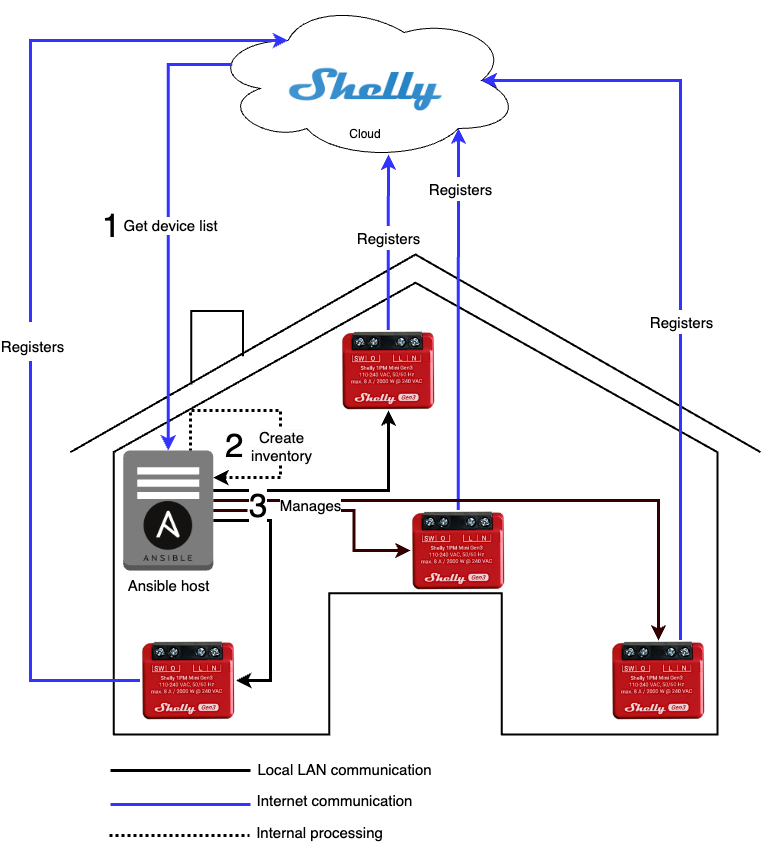 Shelly
Cloud
Registers
1 Get device list
Registers
Registers
Registers
SW O L N
Shelly 1PM Mini Gen3
110-240 VAC, 50/60 Hz
max. 8 A / 2000 W @ 240 VAC
Shelly Gen3
2 Create
inventory
3 Manages
ANSIBLE
Ansible host
SW O L N
Shelly 1PM Mini Gen3
110-240 VAC, 50/60 Hz
max. 8 A / 2000 W @ 240 VAC
Shelly Gen3
SW O L N
Shelly 1PM Mini Gen3
110-240 VAC, 50/60 Hz
max. 8 A / 2000 W @ 240 VAC
Shelly Gen3
SW O L N
Shelly 1PM Mini Gen3
110-240 VAC, 50/60 Hz
max. 8 A / 2000 W @ 240 VAC
Shelly Gen3
Local LAN communication
Internet communication
Internal processing